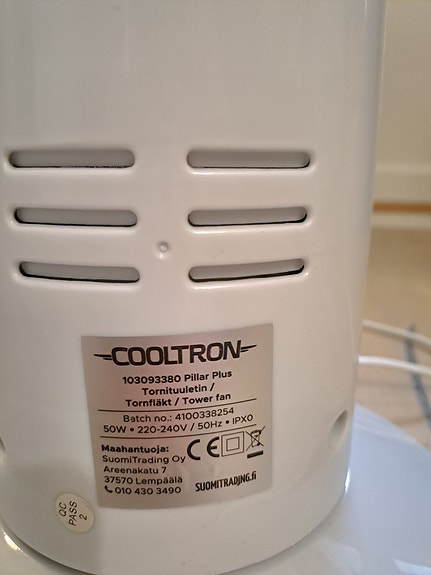 COOLTRON
103093380 Pillar Plus
Tornituuletin /
Tornfläkt / Tower fan
Batch no.: 4100338254
50W • 220-240V / 50Hz • IPX0
Maahantuoja:
SuomiTrading Oy
Areenakatu 7
37570 Lempäälä
010 430 3490
CE
SUOMITRADING.fi
QC
PASS
2